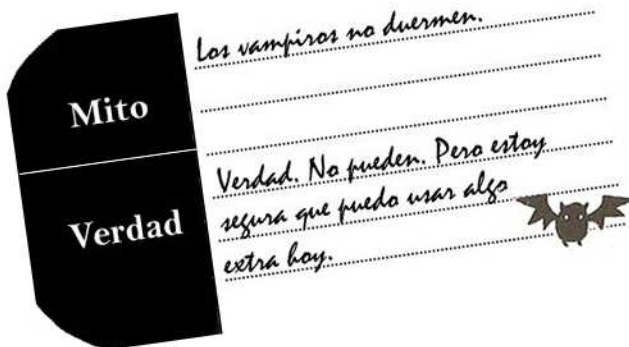 Mito
Los vampiros no duermen.
Verdad
Verdad. No pueden. Pero estoy
segura que puedo usar algo
extra hoy.